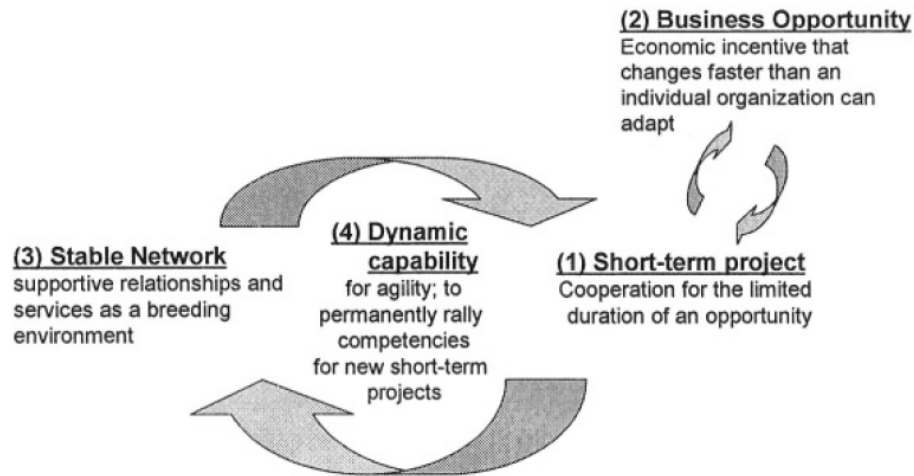 (2) Business Opportunity
Economic incentive that
changes faster than an
individual organization can
adapt
(3) Stable Network
supportive relationships and
services as a breeding
environment
(4) Dynamic
capability
for agility; to
permanently rally
competencies
for new short-term
projects
(1) Short-term project
Cooperation for the limited
duration of an opportunity